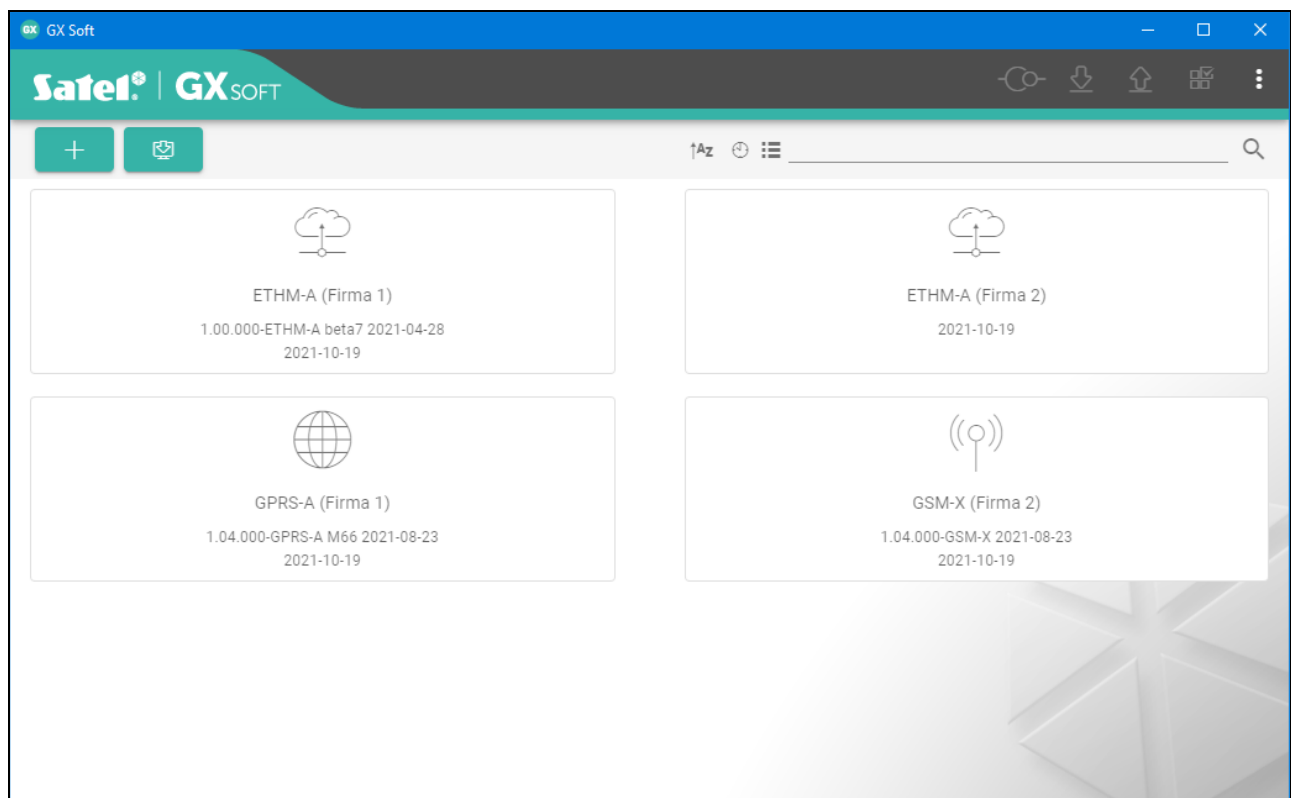 GX GX Soft
Satel® | GX SOFT
↑AZ
ETHM-A (Firma 1)
1.00.000-ETHM-A beta7 2021-04-28
2021-10-19
ETHM-A (Firma 2)
2021-10-19
GPRS-A (Firma 1)
1.04.000-GPRS-A M66 2021-08-23
2021-10-19
GSM-X (Firma 2)
1.04.000-GSM-X 2021-08-23
2021-10-19